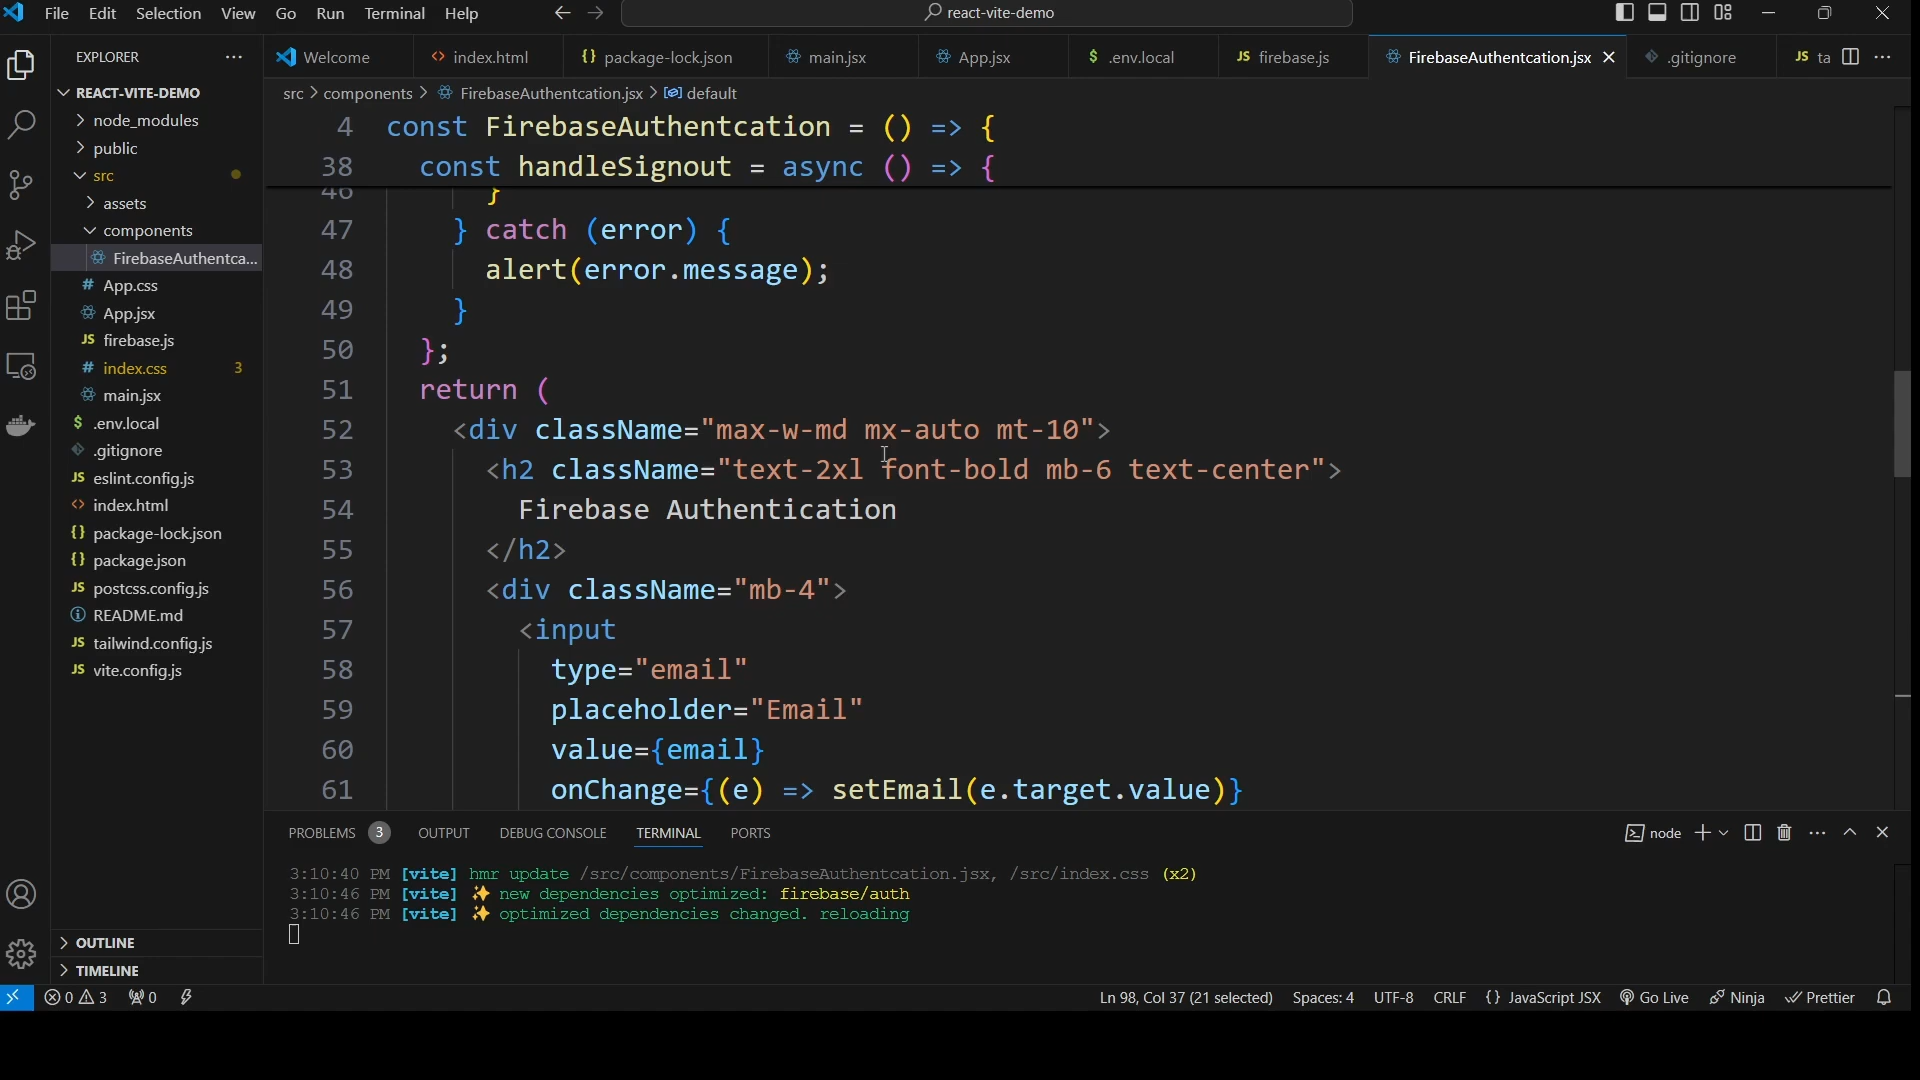 File Edit Selection View Go Run Terminal Help
react-vite-demo
EXPLORER
Welcome
index.html
{} package-lock.json
main.jsx
App.jsx
$ .env.local
JS firebase.js
FirebaseAuthentcation.jsx
.gitignore
JS ta
src > components > FirebaseAuthentcation.jsx > default
REACT-VITE-DEMO
node_modules
public
src
assets
components
FirebaseAuthentca...
# App.css
App.jsx
JS firebase.js
# index.css 3
main.jsx
$ .env.local
.gitignore
JS eslint.config.js
<> index.html
{} package-lock.json
{} package.json
JS postcss.config.js
README.md
JS tailwind.config.js
JS vite.config.js
OUTLINE
TIMELINE
4 const FirebaseAuthentcation = () => {
38 const handleSignout = async () => {
46 }
47 } catch (error) {
48 alert(error.message);
49 }
50 };
51 return (
52 <div className="max-w-md mx-auto mt-10">
53 <h2 className="text-2xl font-bold mb-6 text-center">
54 Firebase Authentication
55 </h2>
56 <div className="mb-4">
57 <input
58 type="email"
59 placeholder="Email"
60 value={email}
61 onChange={(e) => setEmail(e.target.value)}
PROBLEMS 3 OUTPUT DEBUG CONSOLE TERMINAL PORTS
node
3:10:40 PM [vite] hmr update /src/components/FirebaseAuthentcation.jsx, /src/index.css (x2)
3:10:46 PM [vite] ✨ new dependencies optimized: firebase/auth
3:10:46 PM [vite] ✨ optimized dependencies changed. reloading
0 3 0
Ln 98, Col 37 (21 selected) Spaces: 4 UTF-8 CRLF {} JavaScript JSX Go Live Ninja Prettier